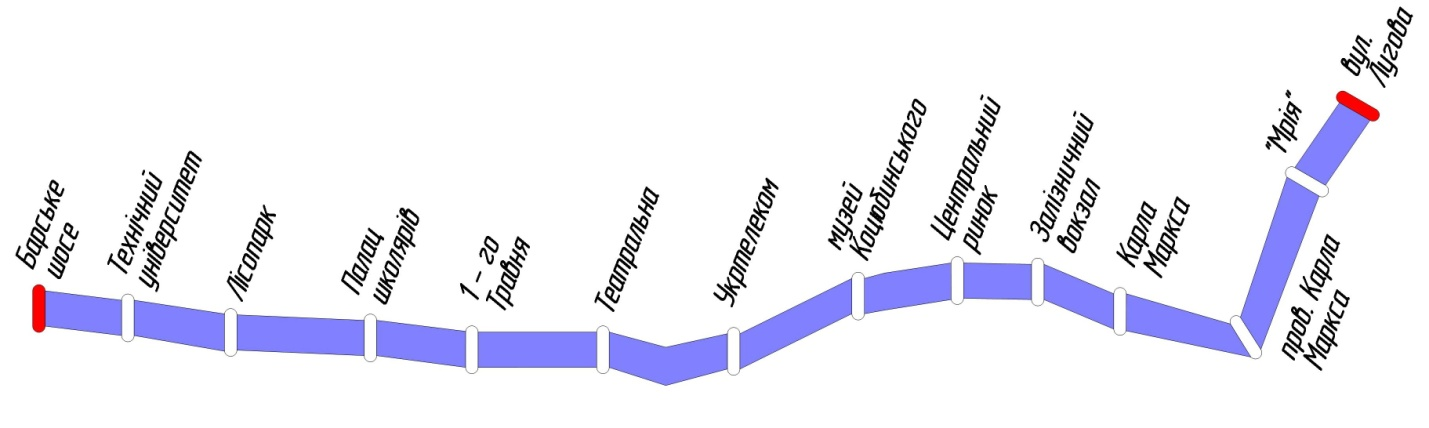 Барське
шосе
Технічний
університет
Лісопарк
Палац
школярів
1 - го
Травня
Театральна
Укртелеком
музей
Коцюбинського
Центральний
ринок
Залізничний
вокзал
Карла
Маркса
пров. Карла
Маркса
"Мрія"
вул.
Лугова